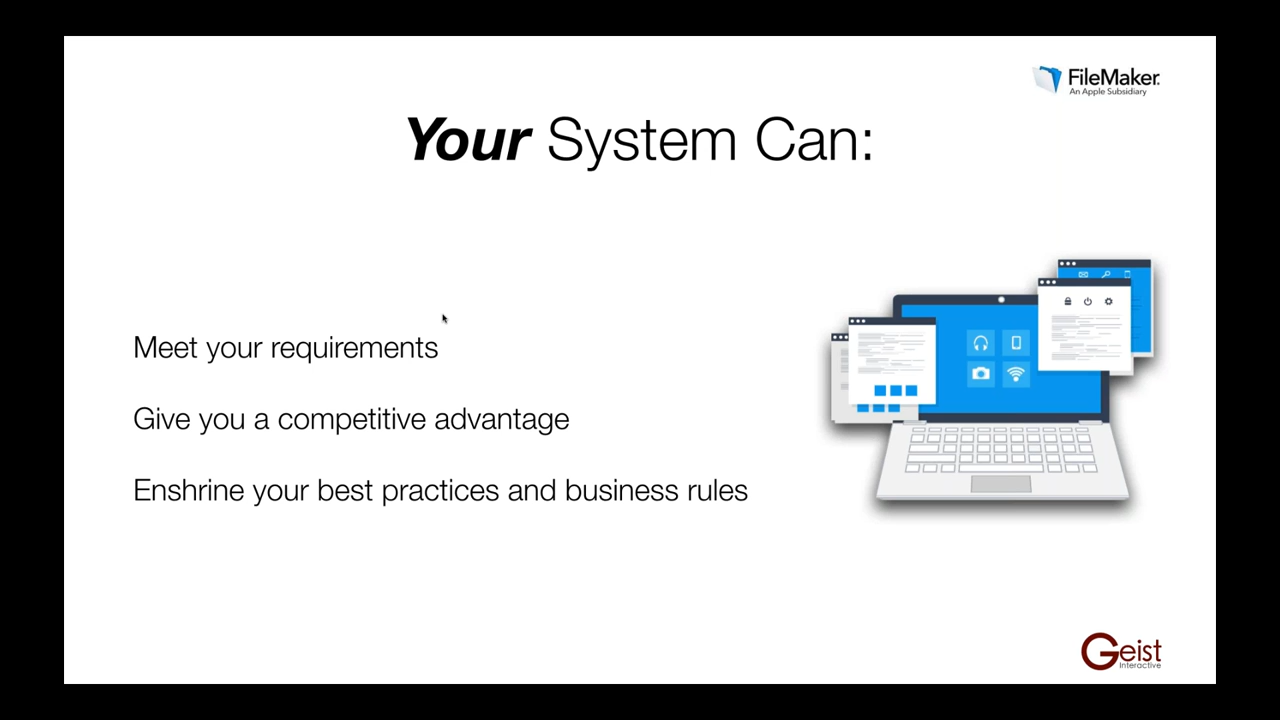 FileMaker.
An Apple Subsidiary
Your System Can:
Meet your requirements
Give you a competitive advantage
Enshrine your best practices and business rules
Geist
Interactive